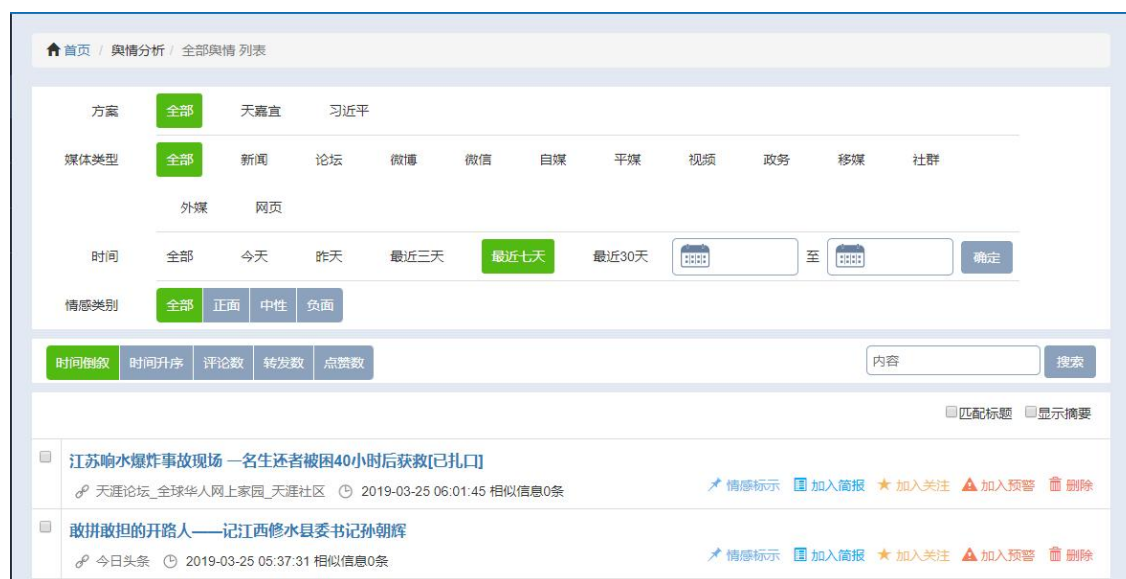 首页 / 舆情分析 / 全部舆情 列表
方案 全部 天嘉宜 习近平
媒体类型 全部 新闻 论坛 微博 微信 自媒 平媒 视频 政务 移媒 社群
外媒 网页
时间 全部 今天 昨天 最近三天 最近七天 最近30天 至 确定
情感类别 全部 正面 中性 负面
时间倒叙 时间升序 评论数 转发数 点赞数 内容 搜索
匹配标题 显示摘要
江苏响水爆炸事故现场 一名生还者被困40小时后获救[已扎口]
天涯论坛_全球华人网上家园_天涯社区 2019-03-25 06:01:45 相似信息0条 情感标示 加入简报 加入关注 加入预警 删除
敢拼敢担的开路人——记江西修水县委书记孙朝辉
今日头条 2019-03-25 05:37:31 相似信息0条 情感标示 加入简报 加入关注 加入预警 删除